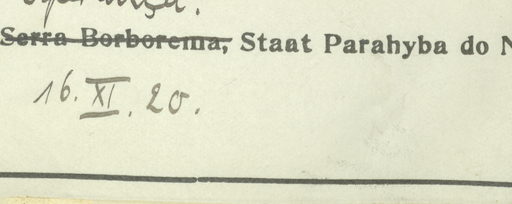 Serra Borborema, Staat Parahyba do N
16. XI. 20.